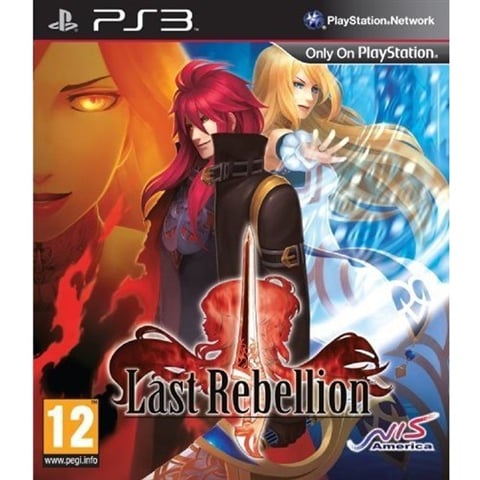 PS3
PlayStation®Network
Only On PlayStation®
Last Rebellion
12
www.pegi.info
NIS
America